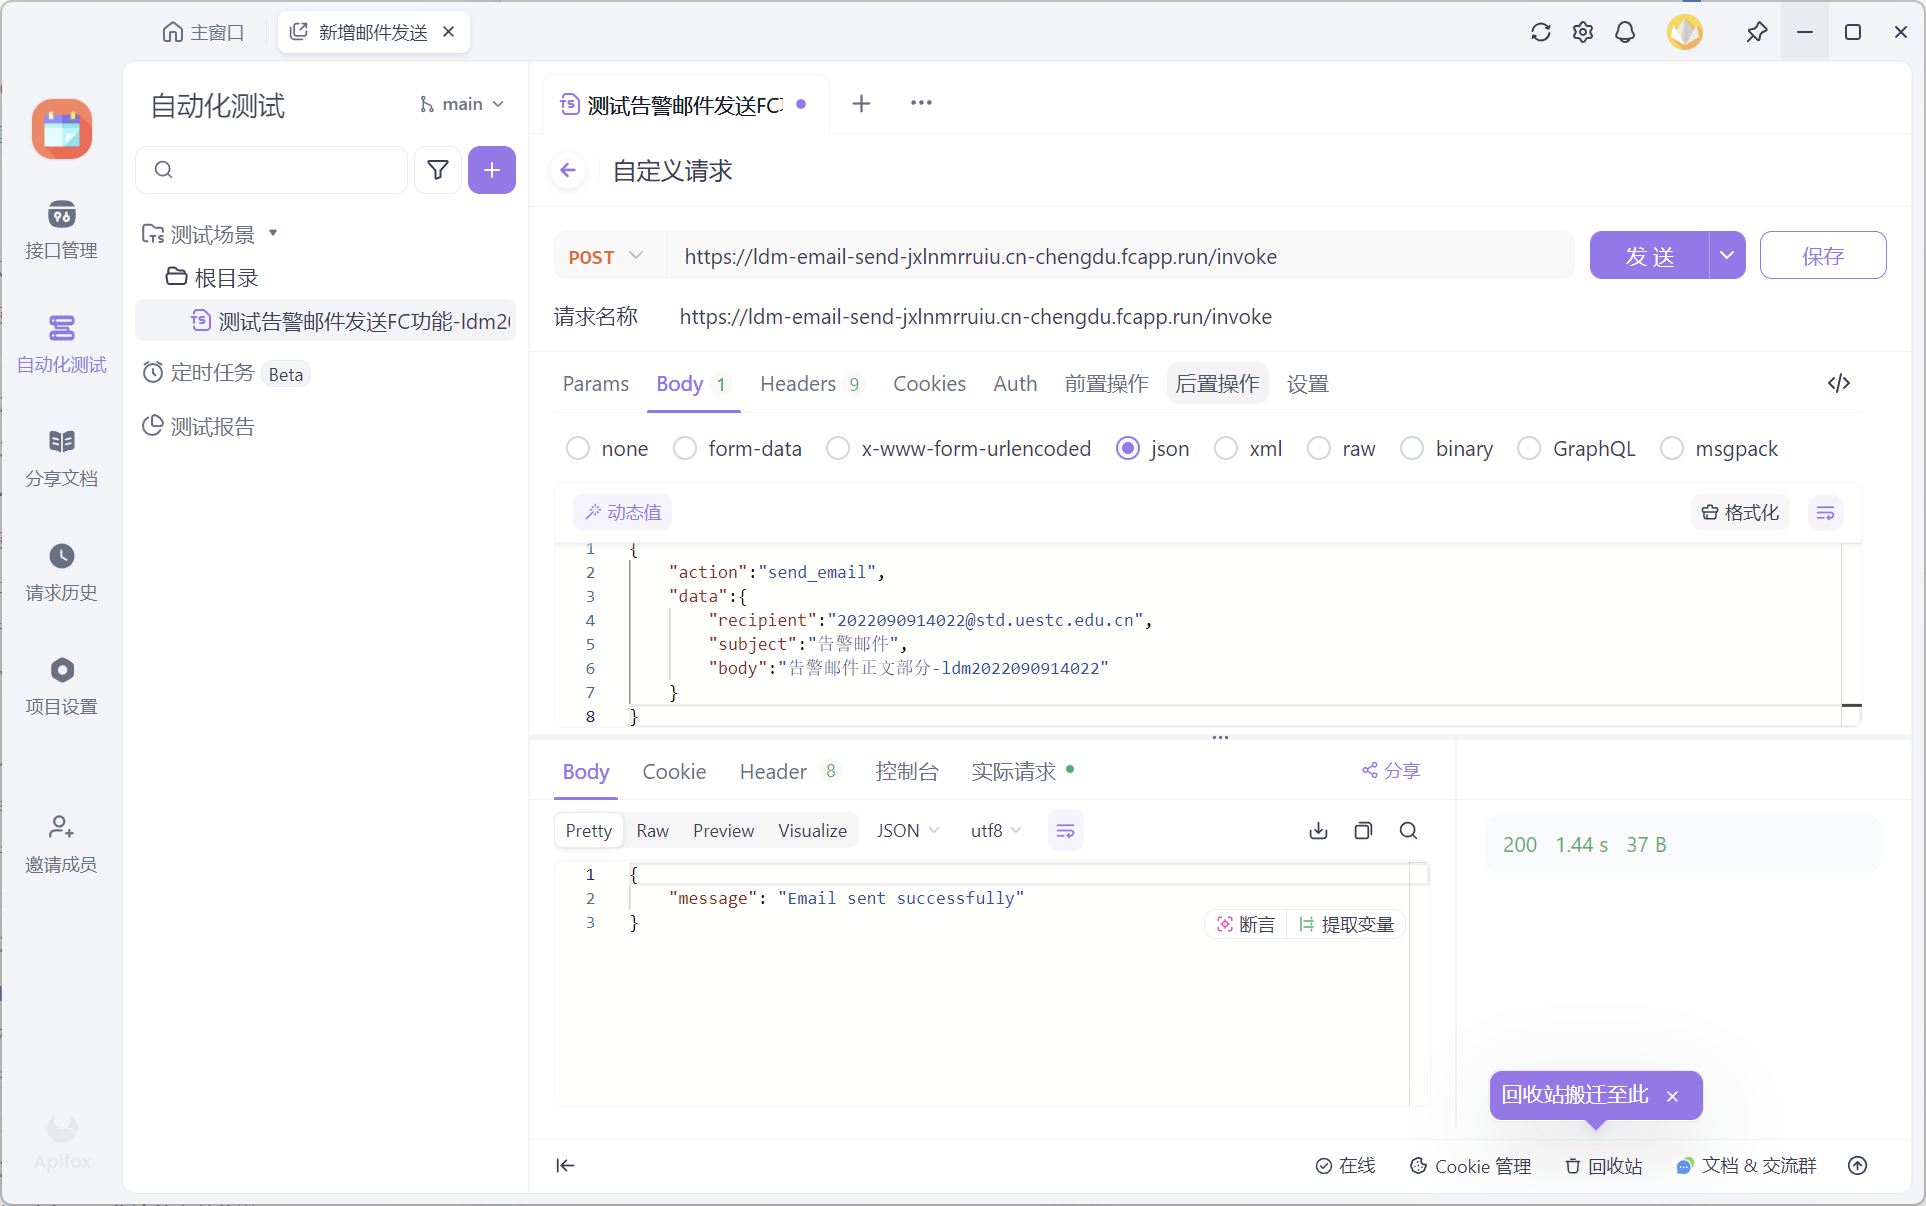 主窗口
新增邮件发送
自动化测试
main
接口管理
自动化测试
分享文档
请求历史
项目设置
邀请成员
Apifox
测试场景
根目录
测试告警邮件发送FC功能-ldm20
定时任务 Beta
测试报告
测试告警邮件发送FC
自定义请求
POST https://ldm-email-send-jxlnmrruiu.cn-chengdu.fcapp.run/invoke 发 送 保存
请求名称 https://ldm-email-send-jxlnmrruiu.cn-chengdu.fcapp.run/invoke
Params Body 1 Headers 9 Cookies Auth 前置操作 后置操作 设置
none form-data x-www-form-urlencoded json xml raw binary GraphQL msgpack
动态值 格式化
1 {
2 "action":"send_email",
3 "data":{
4 "recipient":"2022090914022@std.uestc.edu.cn",
5 "subject":"告警邮件",
6 "body":"告警邮件正文部分-ldm2022090914022"
7 }
8 }
Body Cookie Header 8 控制台 实际请求 分享
Pretty Raw Preview Visualize JSON utf8
200 1.44 s 37 B
1 {
2 "message": "Email sent successfully"
3 }
断言 提取变量
回收站搬迁至此
在线 Cookie 管理 回收站 文档 & 交流群